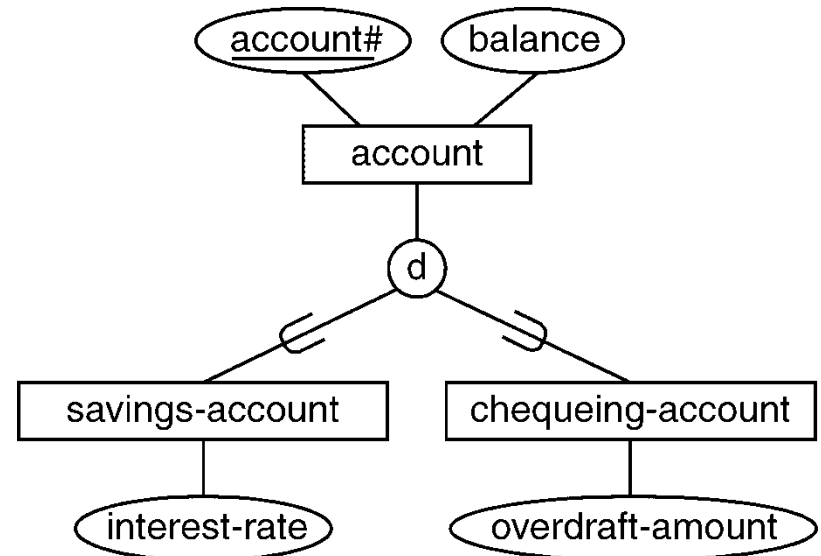 account#
balance
account
d
savings-account
chequeing-account
interest-rate
overdraft-amount